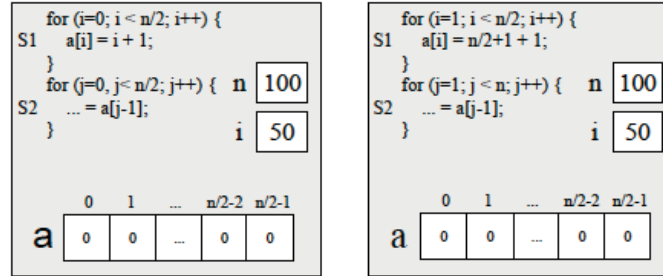 for (i=0; i < n/2; i++) {
S1 a[i] = i + 1;
}
for (j=0, j< n/2; j++) { n 100
S2 ... = a[j-1];
} i 50
0 1 ... n/2-2 n/2-1
a 0 0 ... 0 0
for (i=1; i < n/2; i++) {
S1 a[i] = n/2+1 + 1;
}
for (j=1; j < n; j++) { n 100
S2 ... = a[j-1];
} i 50
0 1 ... n/2-2 n/2-1
a 0 0 ... 0 0